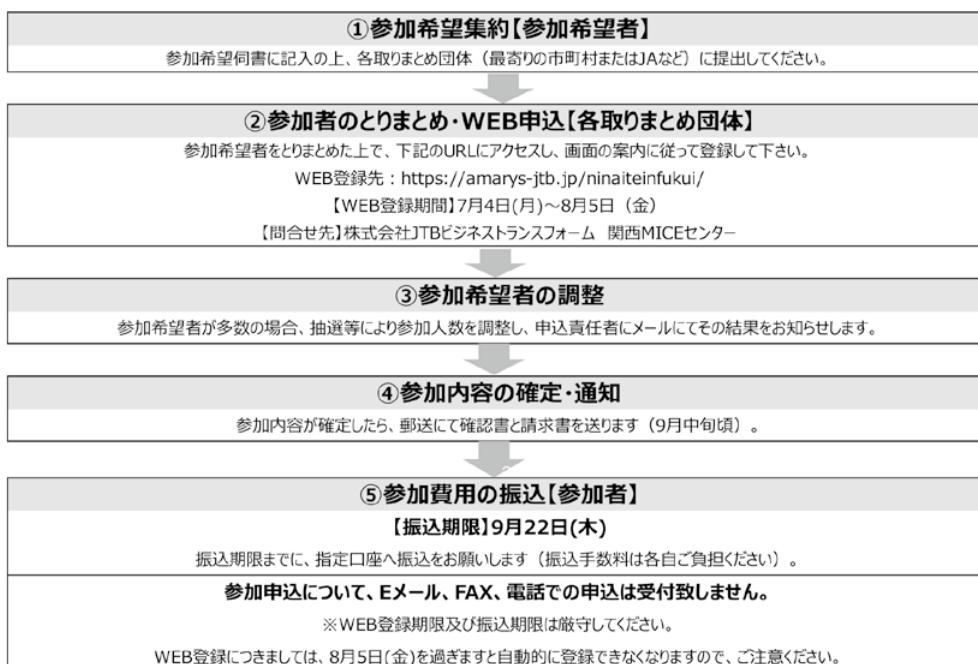 ①参加希望集約【参加希望者】
参加希望伺書に記入の上、各取りまとめ団体（最寄りの市町村またはJAなど）に提出してください。
②参加者のとりまとめ・WEB申込【各取りまとめ団体】
参加希望者をとりまとめた上で、下記のURLにアクセスし、画面の案内に従って登録して下さい。
WEB登録先：https://amarys-jtb.jp/ninaiteinfukui/
【WEB登録期間】7月4日(月)～8月5日（金）
【問合せ先】株式会社JTBビジネストランスフォーム 関西MICEセンター
③参加希望者の調整
参加希望者が多数の場合、抽選等により参加人数を調整し、申込責任者にメールにてその結果をお知らせします。
④参加内容の確定・通知
参加内容が確定したら、郵送にて確認書と請求書を送ります（9月中旬頃）。
⑤参加費用の振込【参加者】
【振込期限】9月22日(木)
振込期限までに、指定口座へ振込をお願いします（振込手数料は各自ご負担ください）。
参加申込について、Eメール、FAX、電話での申込は受付致しません。
※WEB登録期限及び振込期限は厳守してください。
WEB登録につきましては、8月5日(金)を過ぎますと自動的に登録できなくなりますので、ご注意ください。